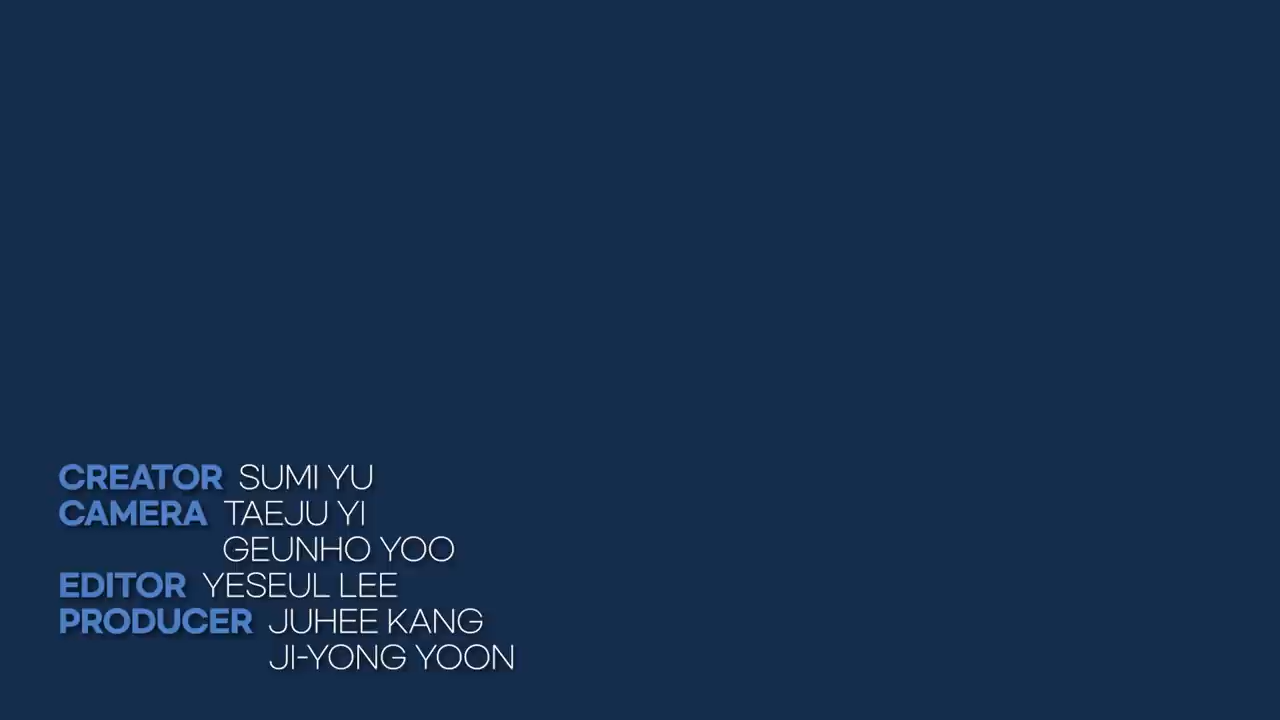 CREATOR SUMI YU
CAMERA TAEJU YI
GEUNHO YOO
EDITOR YESEUL LEE
PRODUCER JUHEE KANG
JI-YONG YOON